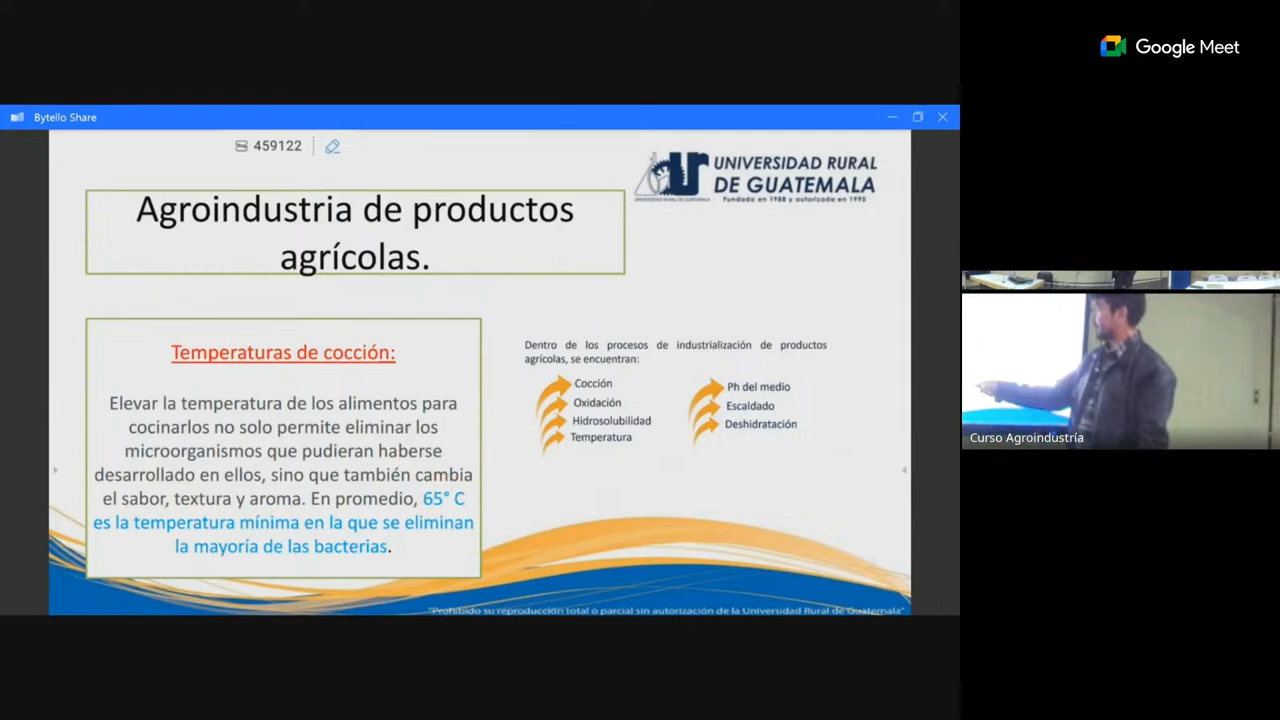 Google Meet
Bytello Share
459122
UNIVERSIDAD RURAL
DE GUATEMALA
Fundada en 1988 y autorizada en 1995
Agroindustria de productos
agrícolas.
Temperaturas de cocción:
Elevar la temperatura de los alimentos para
cocinarlos no solo permite eliminar los
microorganismos que pudieran haberse
desarrollado en ellos, sino que también cambia
el sabor, textura y aroma. En promedio, 65° C
es la temperatura mínima en la que se eliminan
la mayoría de las bacterias.
Dentro de los procesos de industrialización de productos
agrícolas, se encuentran:
Cocción
Oxidación
Hidrosolubilidad
Temperatura
Ph del medio
Escaldado
Deshidratación
Curso Agroindustría
"Prohibido su reproducción total o parcial sin autorización de la Universidad Rural de Guatemala"